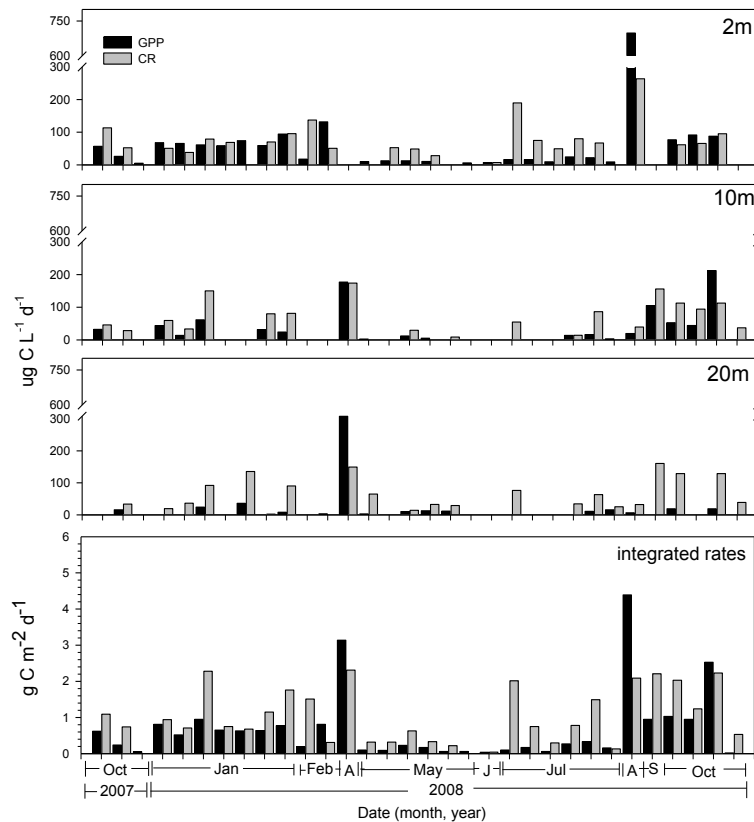 2m
GPP
CR
750
600
300
200
100
0
10m
750
600
300
200
100
0
ug C L-1 d-1
20m
750
600
300
200
100
0
integrated rates
6
5
4
3
2
1
0
g C m-2 d-1
Oct Jan Feb A May J Jul A S Oct
2007 2008
Date (month, year)